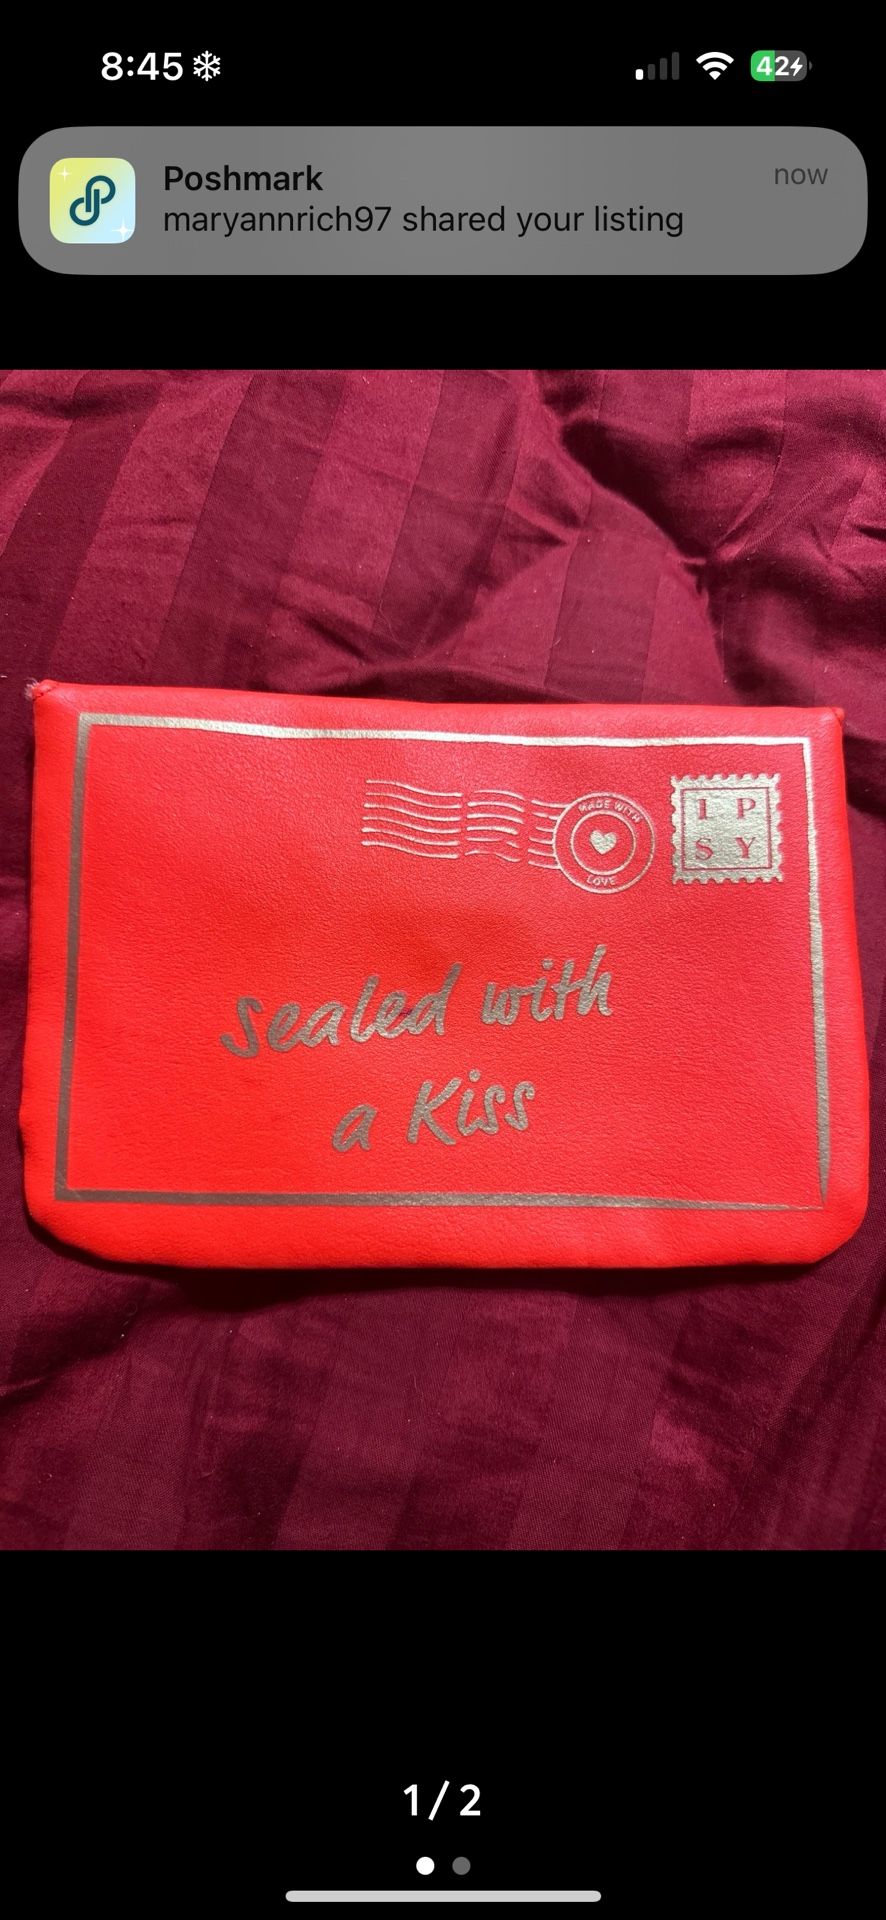 8:45
42
Poshmark
now
maryannrich97 shared your listing
MADE WITH
LOVE
I P
S Y
Sealed with
a Kiss
1/2